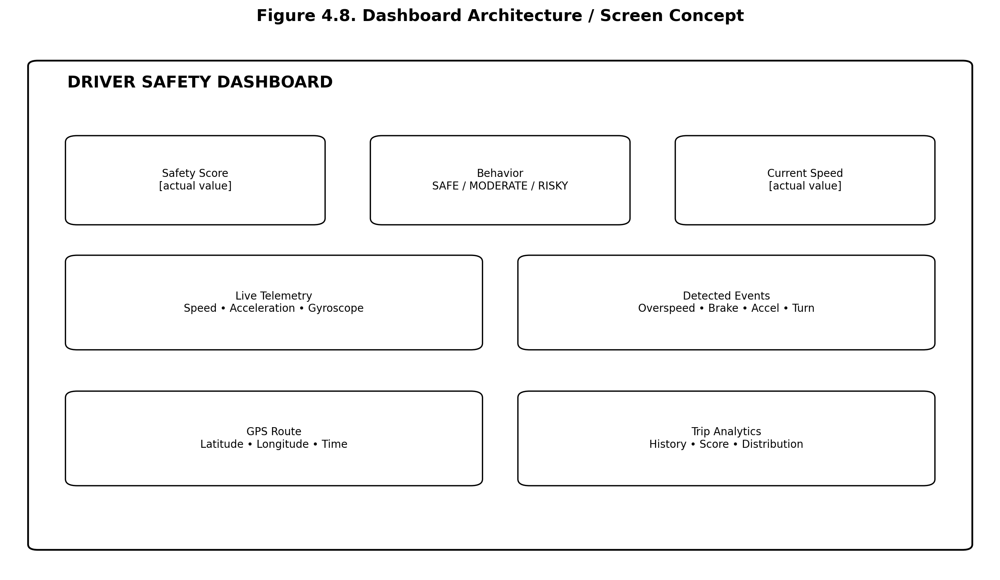 Figure 4.8. Dashboard Architecture / Screen Concept
DRIVER SAFETY DASHBOARD
Safety Score
[actual value]
Behavior
SAFE / MODERATE / RISKY
Current Speed
[actual value]
Live Telemetry
Speed • Acceleration • Gyroscope
Detected Events
Overspeed • Brake • Accel • Turn
GPS Route
Latitude • Longitude • Time
Trip Analytics
History • Score • Distribution